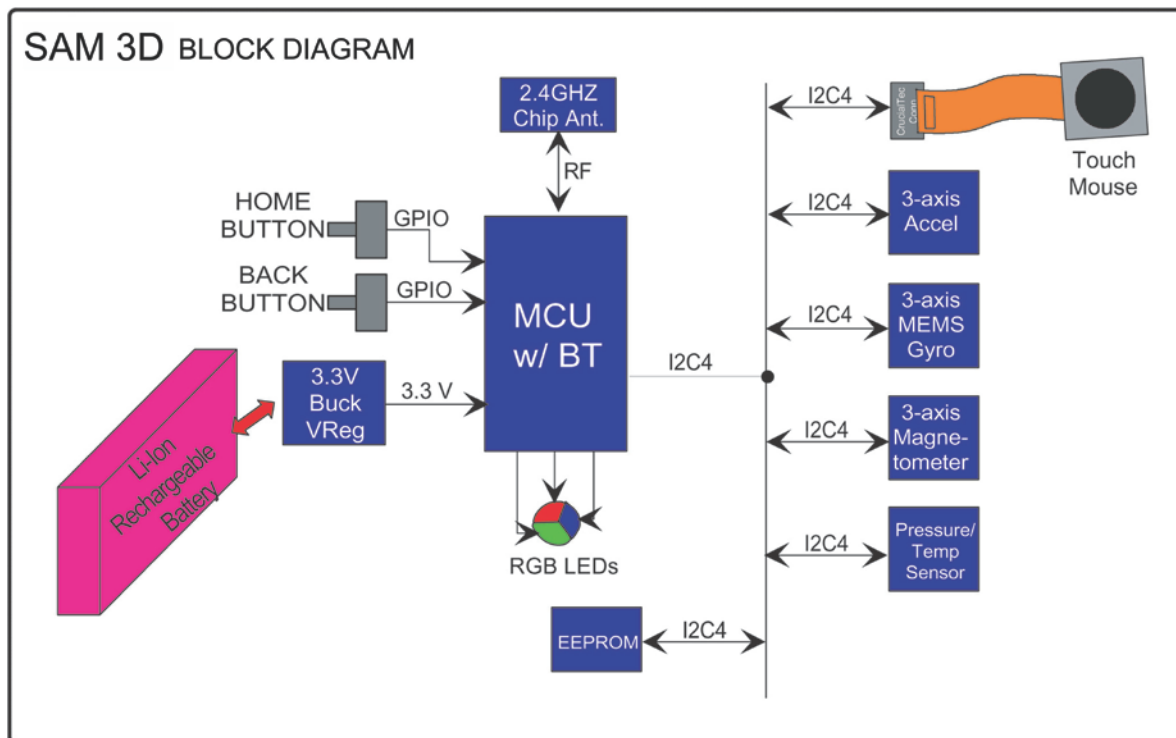 SAM 3D BLOCK DIAGRAM
2.4GHZ
Chip Ant.
RF
HOME
BUTTON
GPIO
BACK
BUTTON
GPIO
MCU
w/ BT
3.3V
Buck
VReg
3.3 V
Li-Ion
Rechargeable
Battery
RGB LEDs
EEPROM
I2C4
I2C4
I2C4
CrucialTec
Conn
Touch
Mouse
I2C4
3-axis
Accel
I2C4
3-axis
MEMS
Gyro
I2C4
3-axis
Magne-
tometer
I2C4
Pressure/
Temp
Sensor